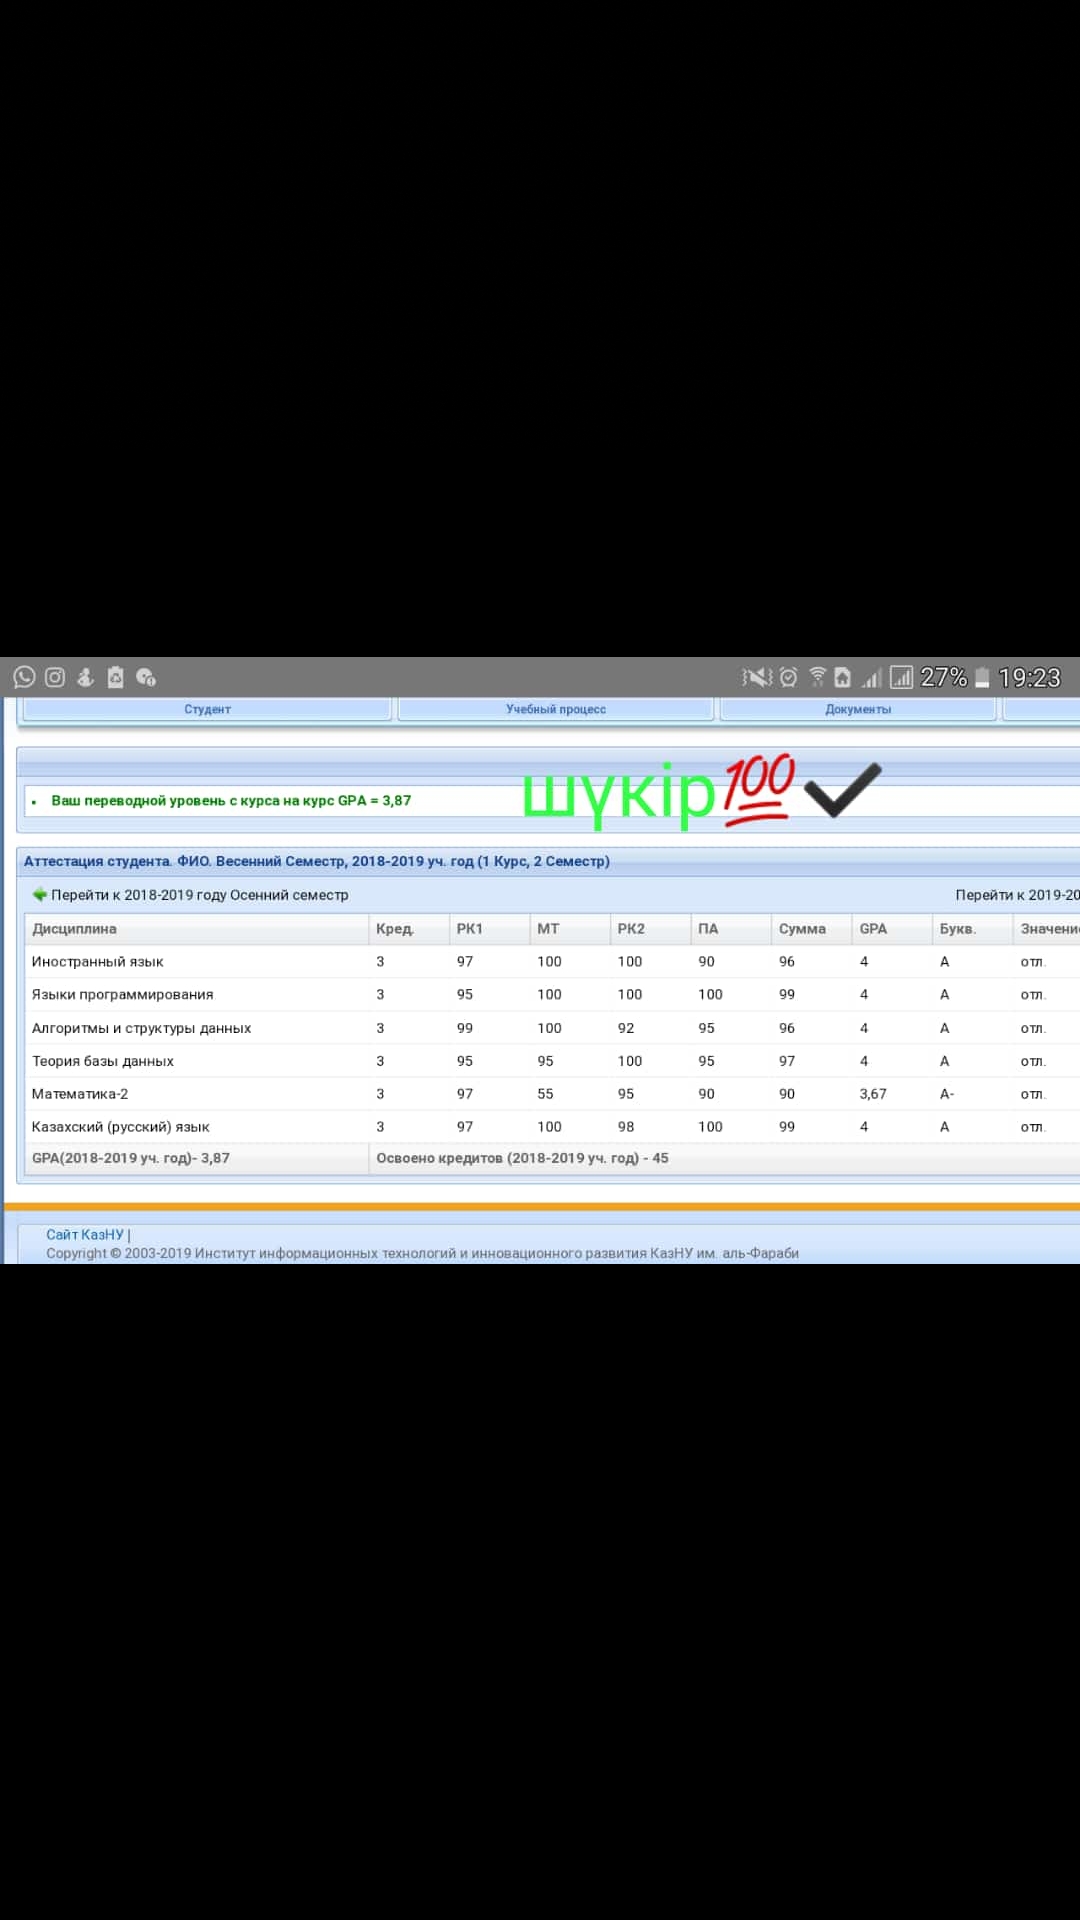 27% 19:23
Студент Учебный процесс Документы
шүкір💯✔
Ваш переводной уровень с курса на курс GPA = 3,87
Аттестация студента. ФИО. Весенний Семестр, 2018-2019 уч. год (1 Курс, 2 Семестр)
Перейти к 2018-2019 году Осенний семестр Перейти к 2019-20
Дисциплина Кред. РК1 МТ РК2 ПА Сумма GPA Букв. Значени
Иностранный язык 3 97 100 100 90 96 4 A отл.
Языки программирования 3 95 100 100 100 99 4 A отл.
Алгоритмы и структуры данных 3 99 100 92 95 96 4 A отл.
Теория базы данных 3 95 95 100 95 97 4 A отл.
Математика-2 3 97 55 95 90 90 3,67 A- отл.
Казахский (русский) язык 3 97 100 98 100 99 4 A отл.
GPA(2018-2019 уч. год)- 3,87 Освоено кредитов (2018-2019 уч. год) - 45
Сайт КазНУ |
Copyright © 2003-2019 Институт информационных технологий и инновационного развития КазНУ им. аль-Фараби